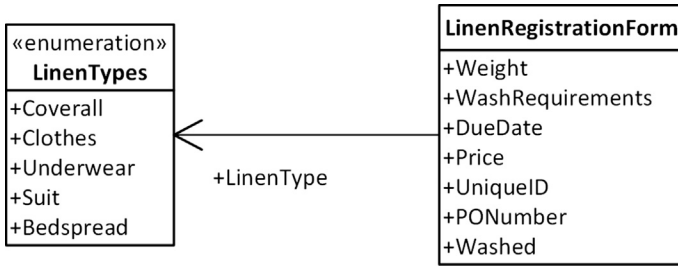 «enumeration»
LinenTypes
+Coverall
+Clothes
+Underwear
+Suit
+Bedspread
+LinenType
LinenRegistrationForm
+Weight
+WashRequirements
+DueDate
+Price
+UniqueID
+PONumber
+Washed